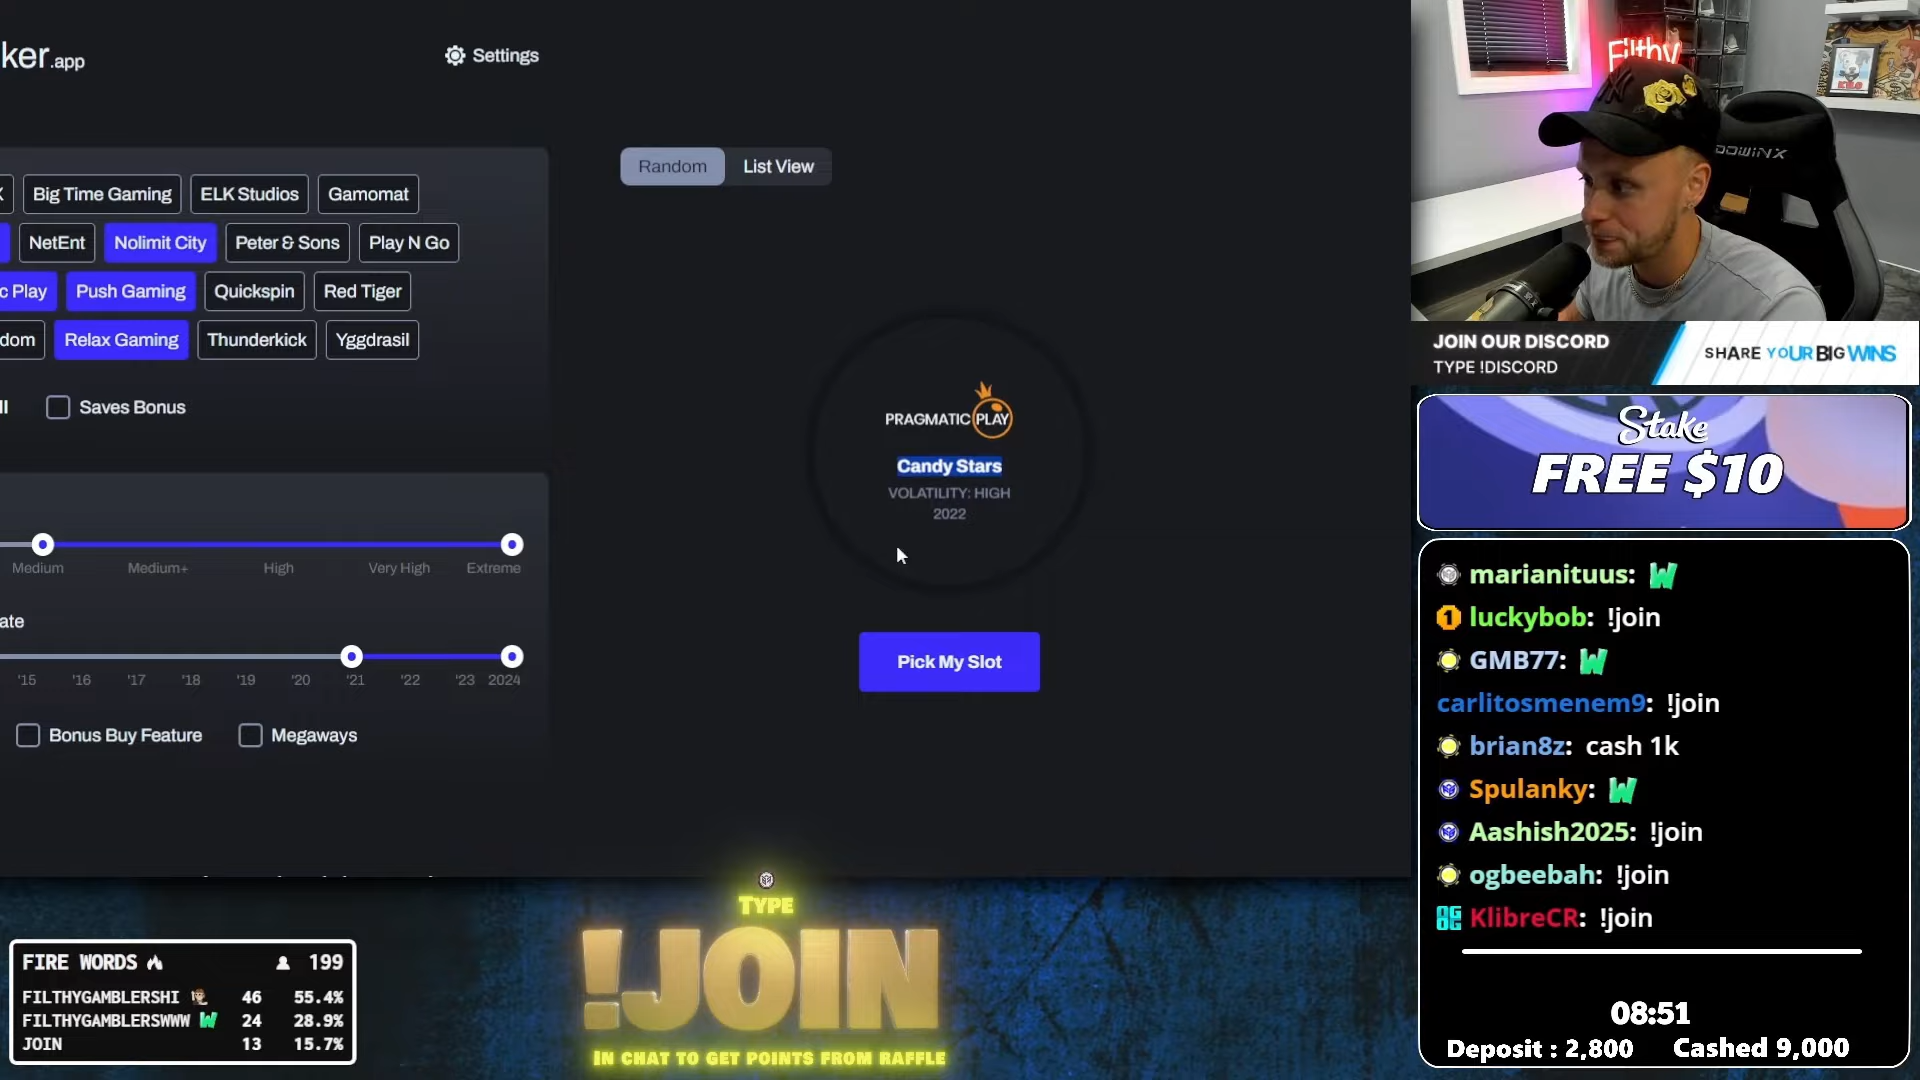 ker.app
Settings
Random
List View
Big Time Gaming
ELK Studios
Gamomat
NetEnt
Nolimit City
Peter & Sons
Play N Go
c Play
Push Gaming
Quickspin
Red Tiger
dom
Relax Gaming
Thunderkick
Yggdrasil
Saves Bonus
Medium
Medium+
High
Very High
Extreme
ate
'15
'16
'17
'18
'19
'20
'21
'22
'23
2024
Bonus Buy Feature
Megaways
PRAGMATIC PLAY
Candy Stars
VOLATILITY: HIGH
2022
Pick My Slot
Filthy
DOWINX
JOIN OUR DISCORD
TYPE !DISCORD
SHARE YOUR BIG WINS
Stake
FREE $10
marianituus: W
luckybob: !join
GMB77: W
carlitosmenem9: !join
brian8z: cash 1k
Spulanky: W
Aashish2025: !join
ogbeebah: !join
KlibreCR: !join
08:51
Deposit : 2,800 Cashed 9,000
FIRE WORDS 199
FILTHYGAMBLERSHI 46 55.4%
FILTHYGAMBLERSWWW W 24 28.9%
JOIN 13 15.7%
TYPE
!JOIN
IN CHAT TO GET POINTS FROM RAFFLE